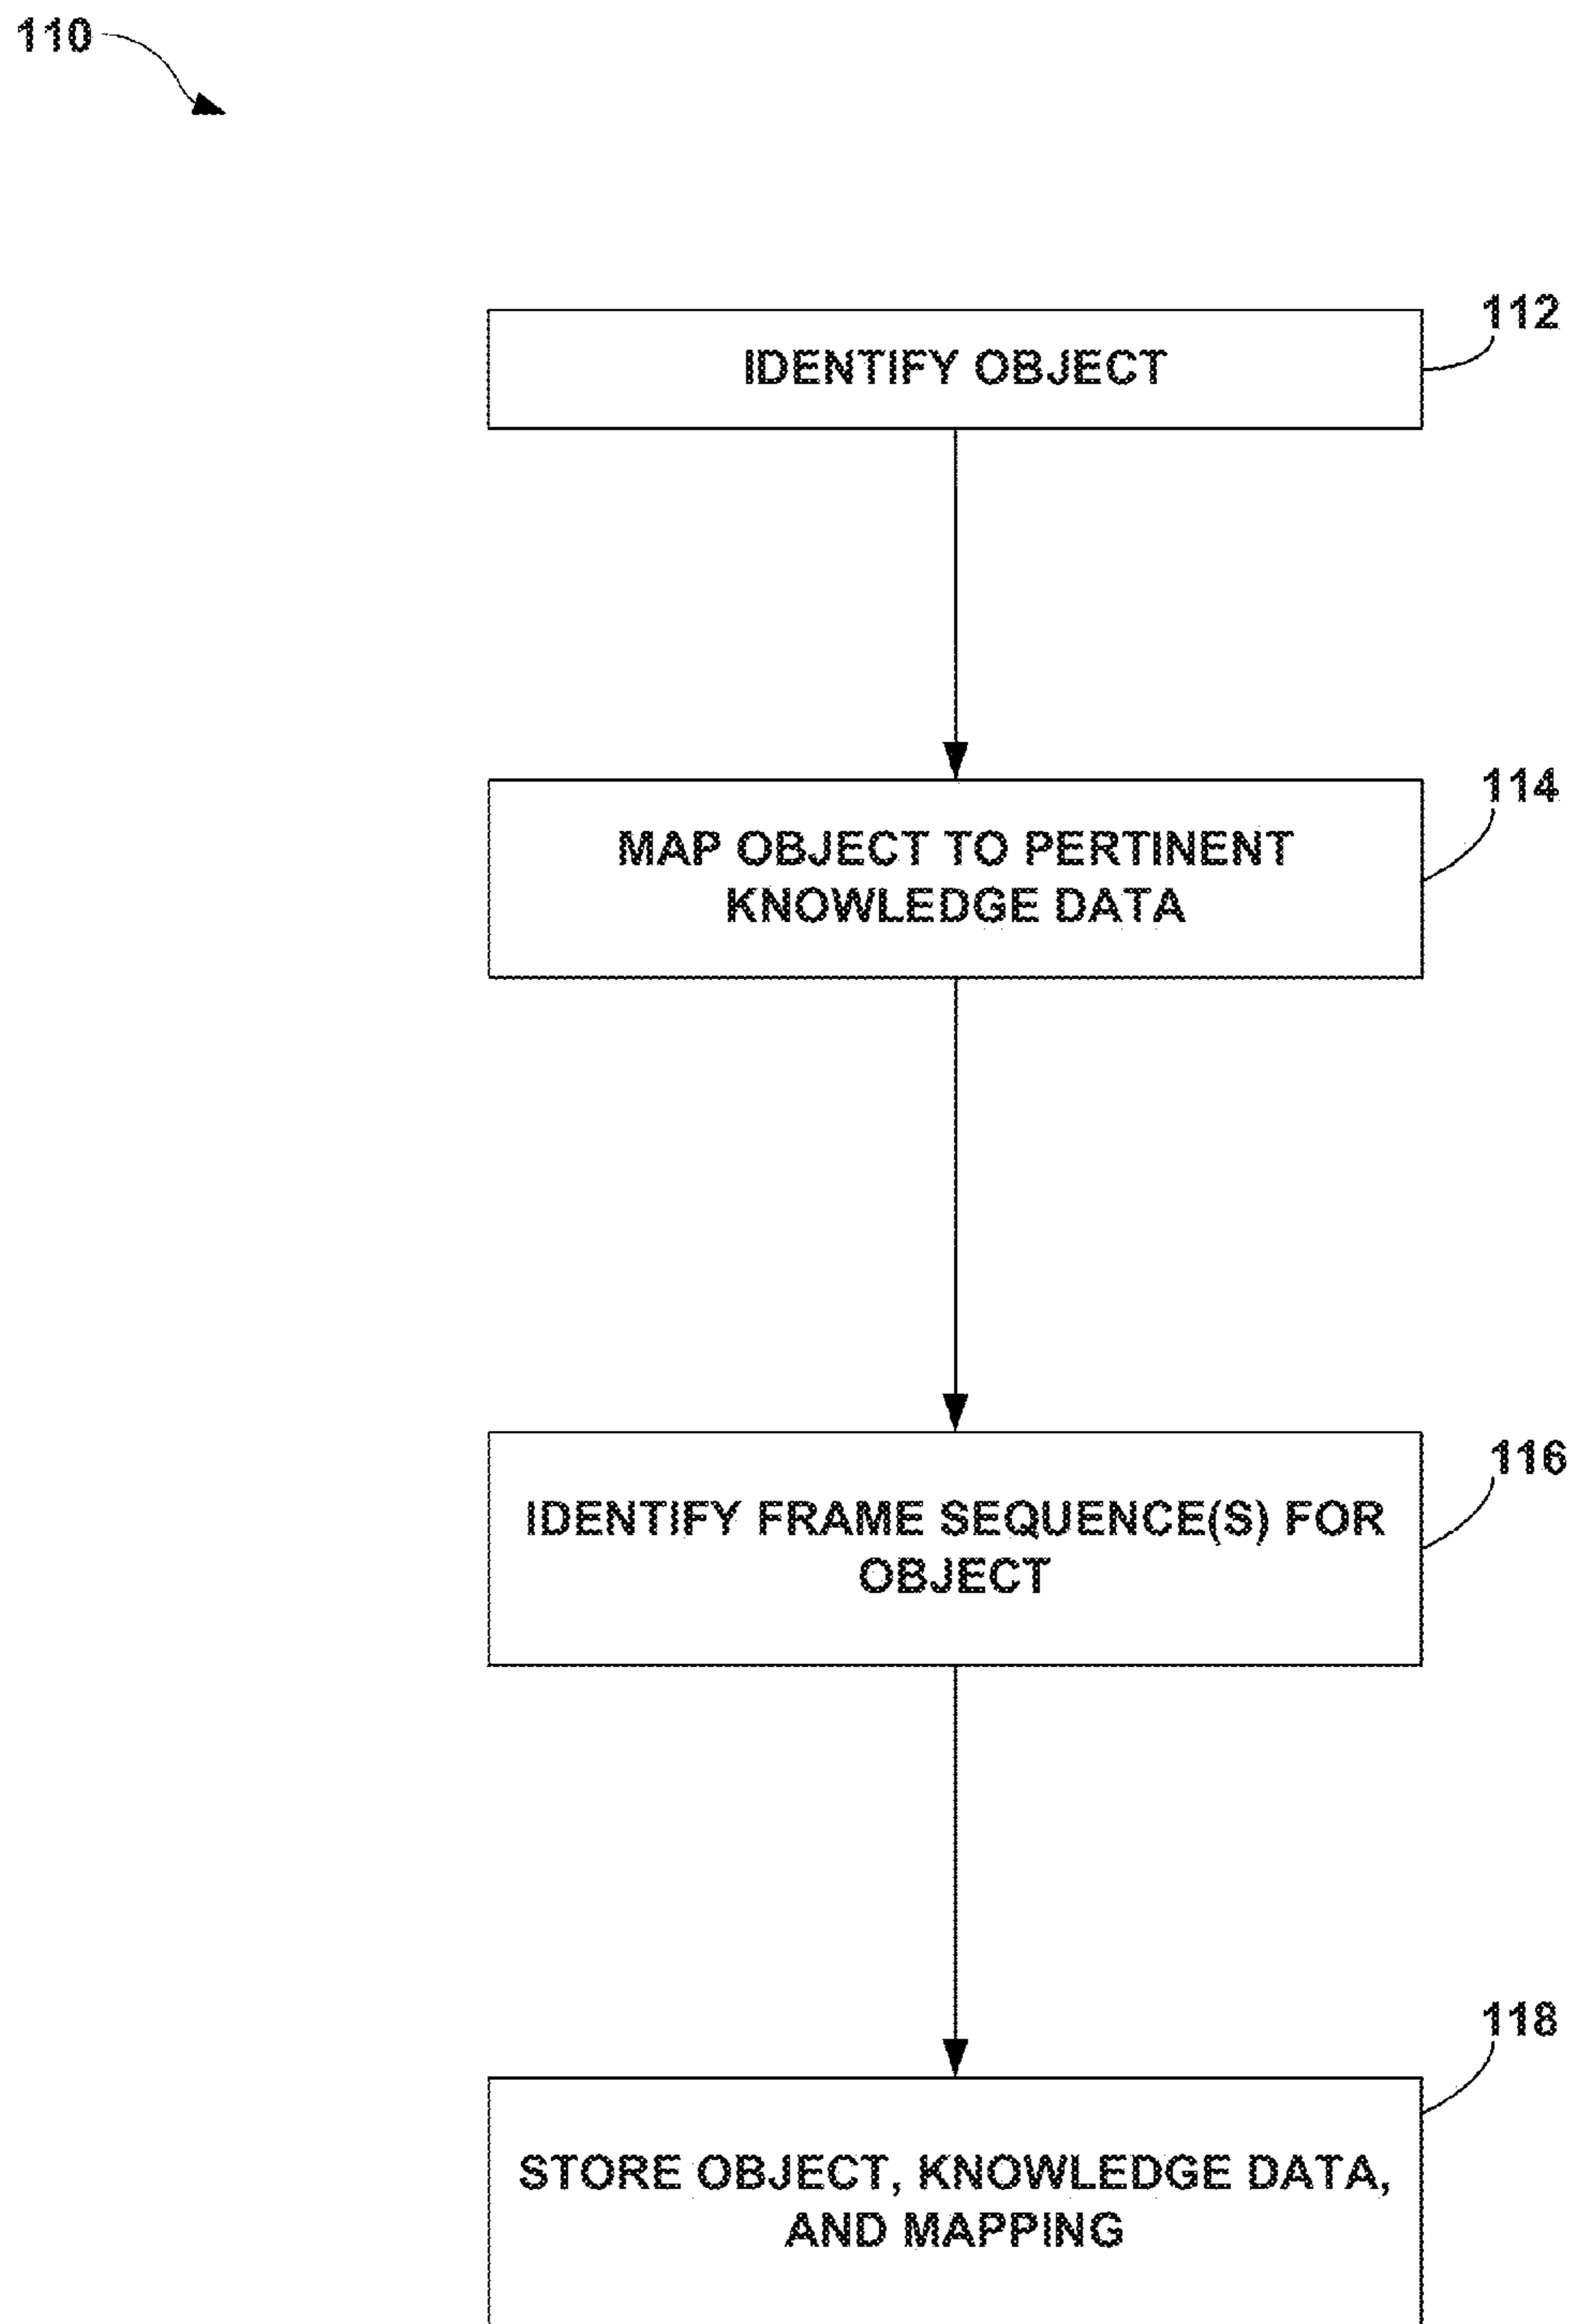 110
112
IDENTIFY OBJECT
114
MAP OBJECT TO PERTINENT
KNOWLEDGE DATA
116
IDENTIFY FRAME SEQUENCE(S) FOR
OBJECT
118
STORE OBJECT, KNOWLEDGE DATA,
AND MAPPING